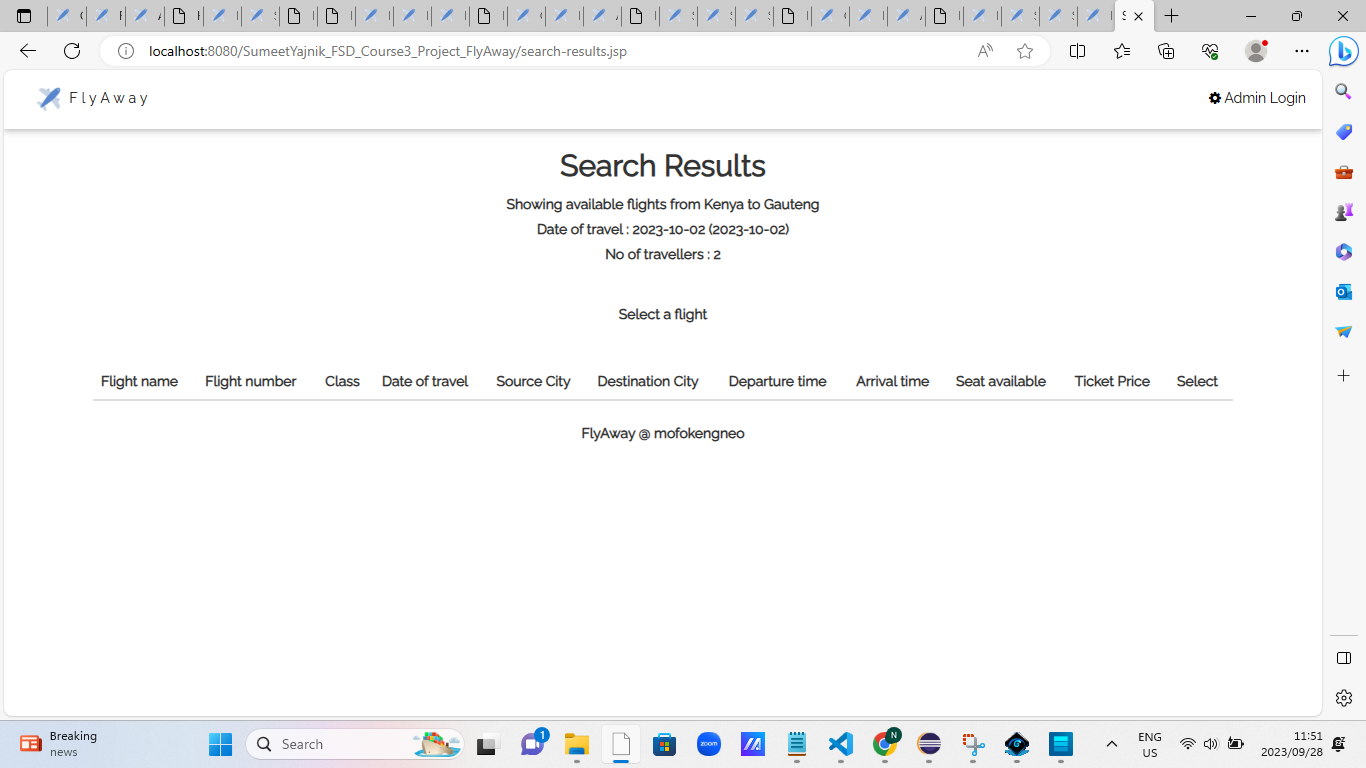 localhost:8080/SumeetYajnik_FSD_Course3_Project_FlyAway/search-results.jsp
FlyAway
Admin Login
Search Results
Showing available flights from Kenya to Gauteng
Date of travel : 2023-10-02 (2023-10-02)
No of travellers : 2
Select a flight
Flight name Flight number Class Date of travel Source City Destination City Departure time Arrival time Seat available Ticket Price Select
FlyAway @ mofokengneo
Breaking
news
Search
1
zoom
N
ENG
US
11:51
2023/09/28